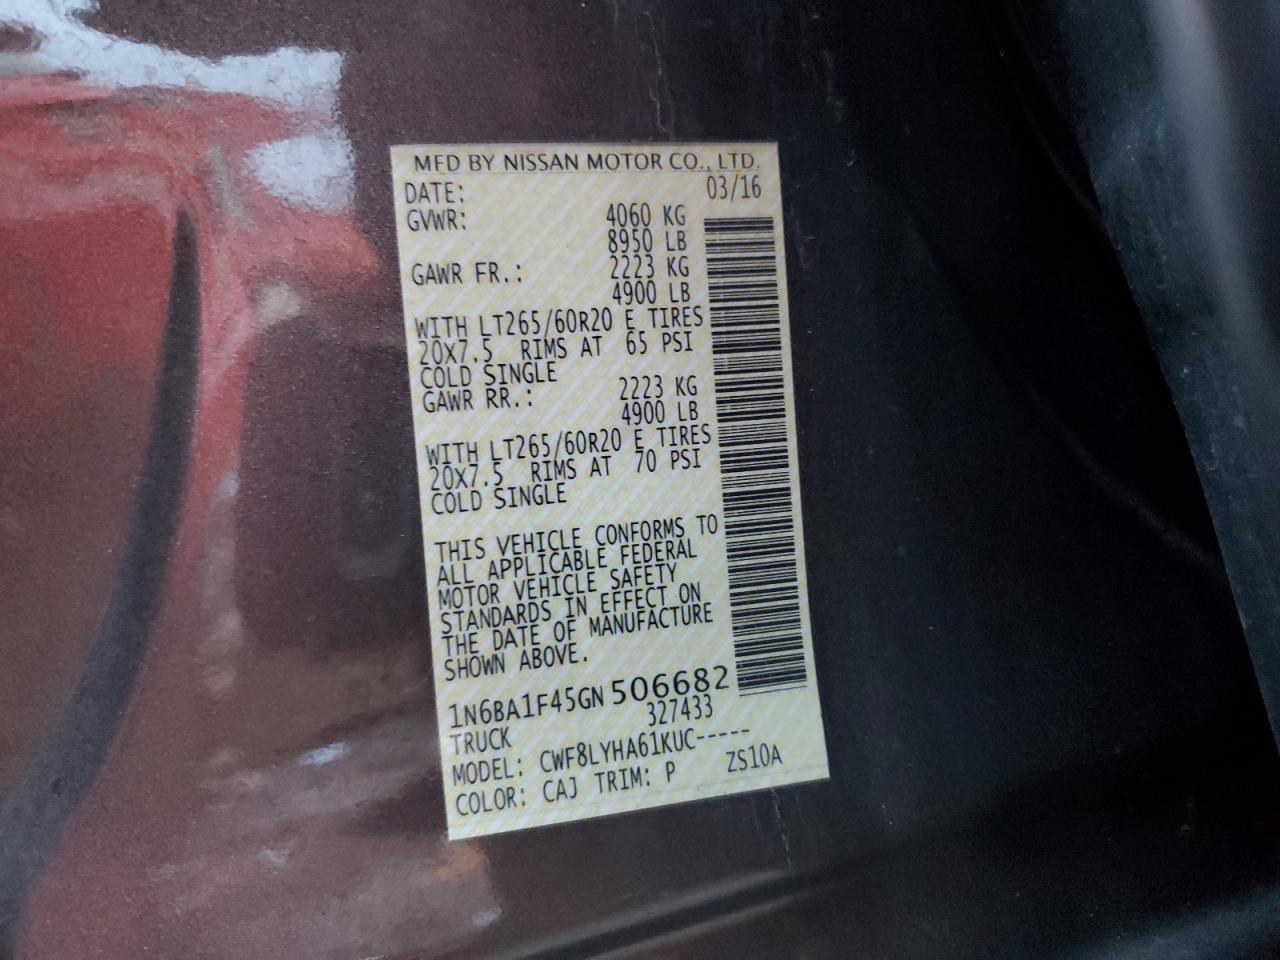 MFD BY NISSAN MOTOR CO., LTD.
DATE: 03/16
GVWR: 4060 KG
8950 LB
GAWR FR.: 2223 KG
4900 LB
WITH LT265/60R20 E TIRES
20X7.5 RIMS AT 65 PSI
COLD SINGLE
GAWR RR.: 2223 KG
4900 LB
WITH LT265/60R20 E TIRES
20X7.5 RIMS AT 70 PSI
COLD SINGLE
THIS VEHICLE CONFORMS TO
ALL APPLICABLE FEDERAL
MOTOR VEHICLE SAFETY
STANDARDS IN EFFECT ON
THE DATE OF MANUFACTURE
SHOWN ABOVE.
1N6BA1F45GN506682
TRUCK 327433
MODEL: CWF8LYHA61KUC-----
COLOR: CAJ TRIM: P ZS10A